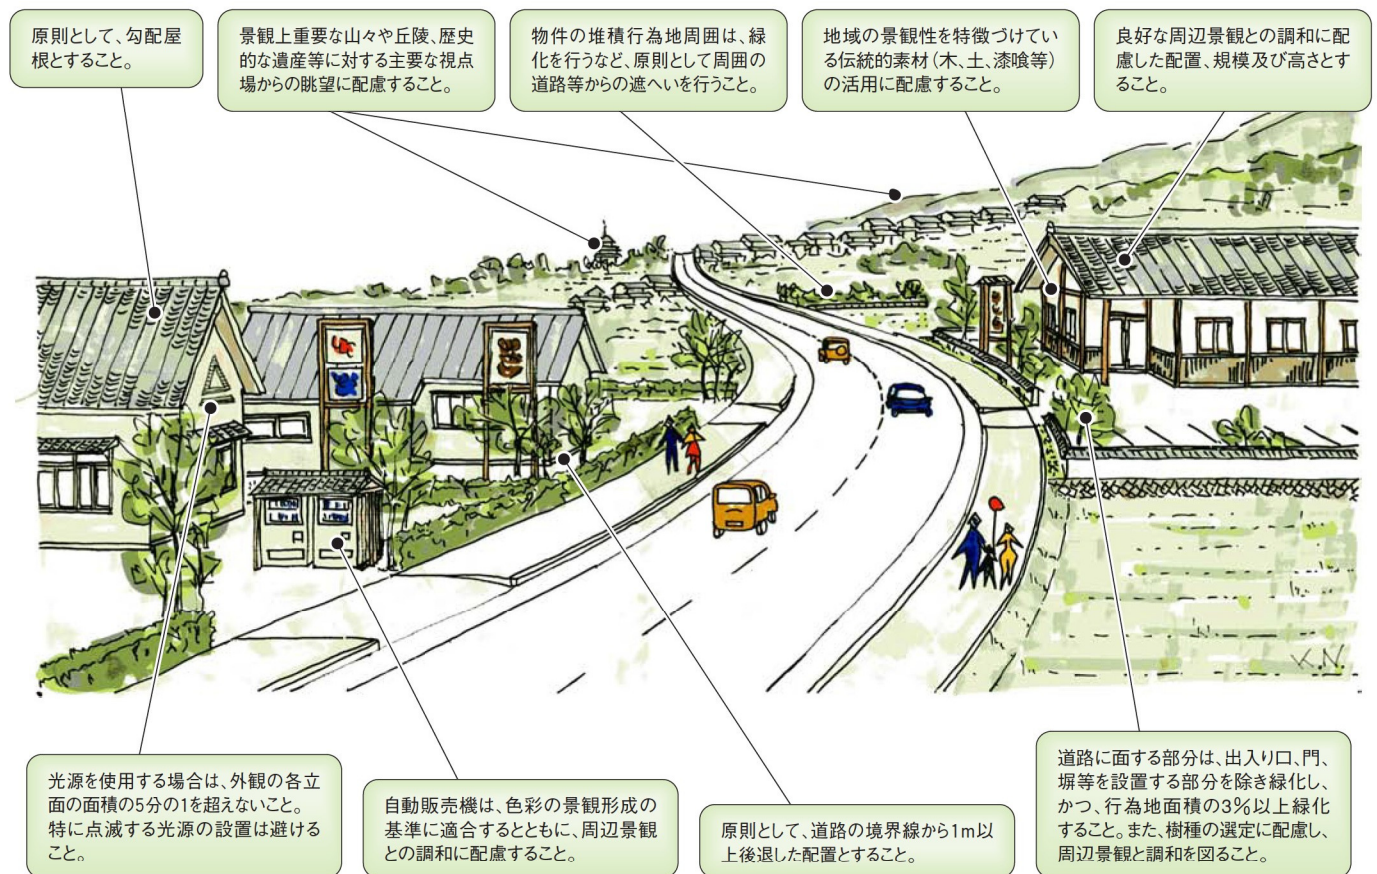 原則として、勾配屋
根とすること。
景観上重要な山々や丘陵、歴史
的な遺産等に対する主要な視点
場からの眺望に配慮すること。
物件の堆積行為地周囲は、緑
化を行うなど、原則として周囲の
道路等からの遮へいを行うこと。
地域の景観性を特徴づけてい
る伝統的素材(木、土、漆喰等)
の活用に配慮すること。
良好な周辺景観との調和に配
慮した配置、規模及び高さとす
ること。
K.N.
光源を使用する場合は、外観の各立
面の面積の5分の1を超えないこと。
特に点滅する光源の設置は避ける
こと。
自動販売機は、色彩の景観形成の
基準に適合するとともに、周辺景観
との調和に配慮すること。
原則として、道路の境界線から1m以
上後退した配置とすること。
道路に面する部分は、出入り口、門、
塀等を設置する部分を除き緑化し、
かつ、行為地面積の3%以上緑化
すること。また、樹種の選定に配慮し、
周辺景観と調和を図ること。